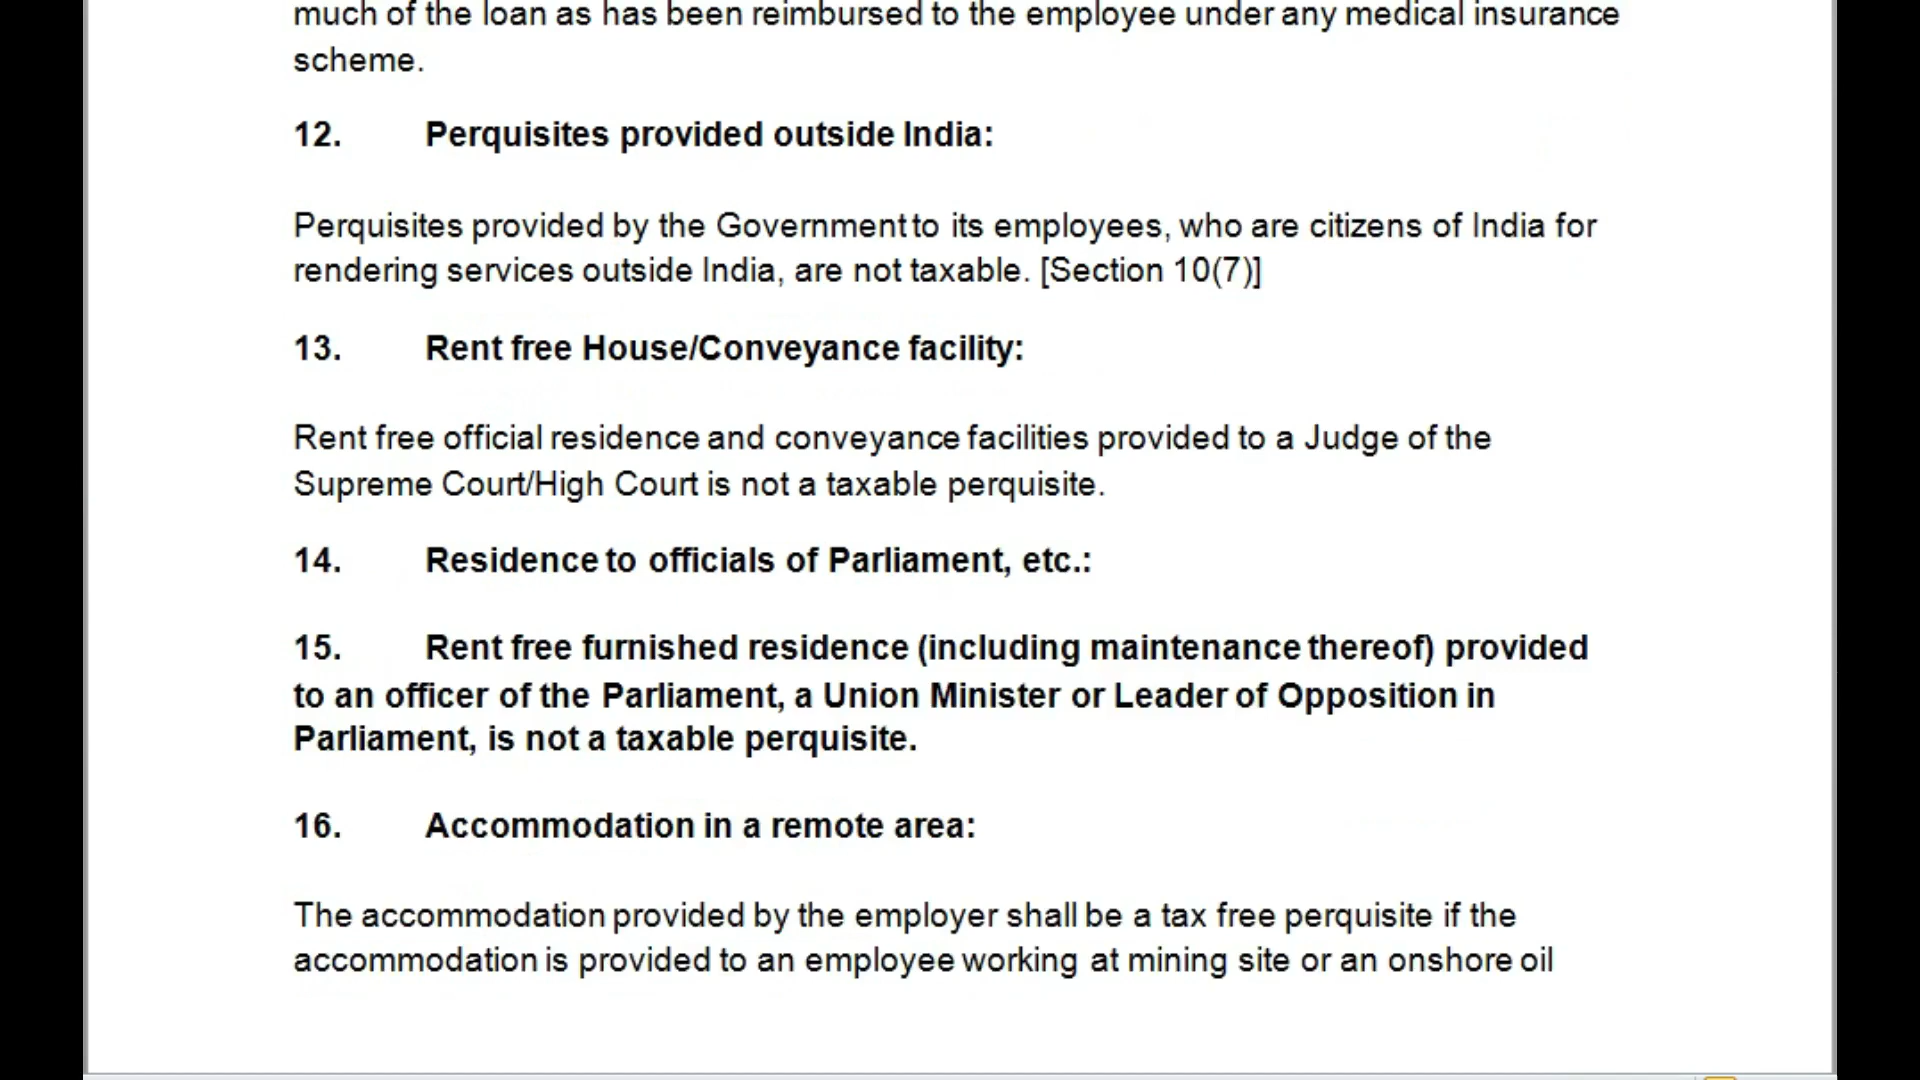 much of the loan as has been reimbursed to the employee under any medical insurance
scheme.
12. Perquisites provided outside India:
Perquisites provided by the Government to its employees, who are citizens of India for
rendering services outside India, are not taxable. [Section 10(7)]
13. Rent free House/Conveyance facility:
Rent free official residence and conveyance facilities provided to a Judge of the
Supreme Court/High Court is not a taxable perquisite.
14. Residence to officials of Parliament, etc.:
15. Rent free furnished residence (including maintenance thereof) provided
to an officer of the Parliament, a Union Minister or Leader of Opposition in
Parliament, is not a taxable perquisite.
16. Accommodation in a remote area:
The accommodation provided by the employer shall be a tax free perquisite if the
accommodation is provided to an employee working at mining site or an onshore oil